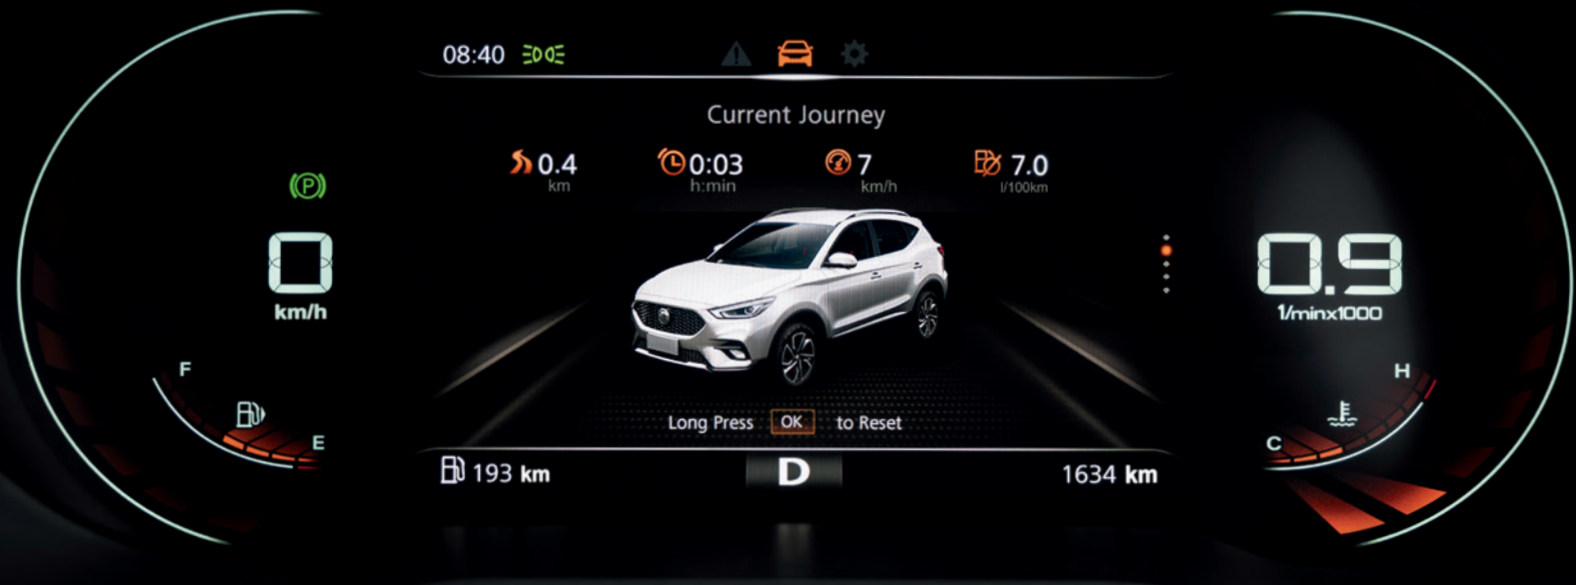 08:40
Current Journey
0.4 km
0:03 h:min
7 km/h
7.0 l/100km
P
0
km/h
0.9
1/minx1000
F
E
H
C
Long Press OK to Reset
193 km
D
1634 km